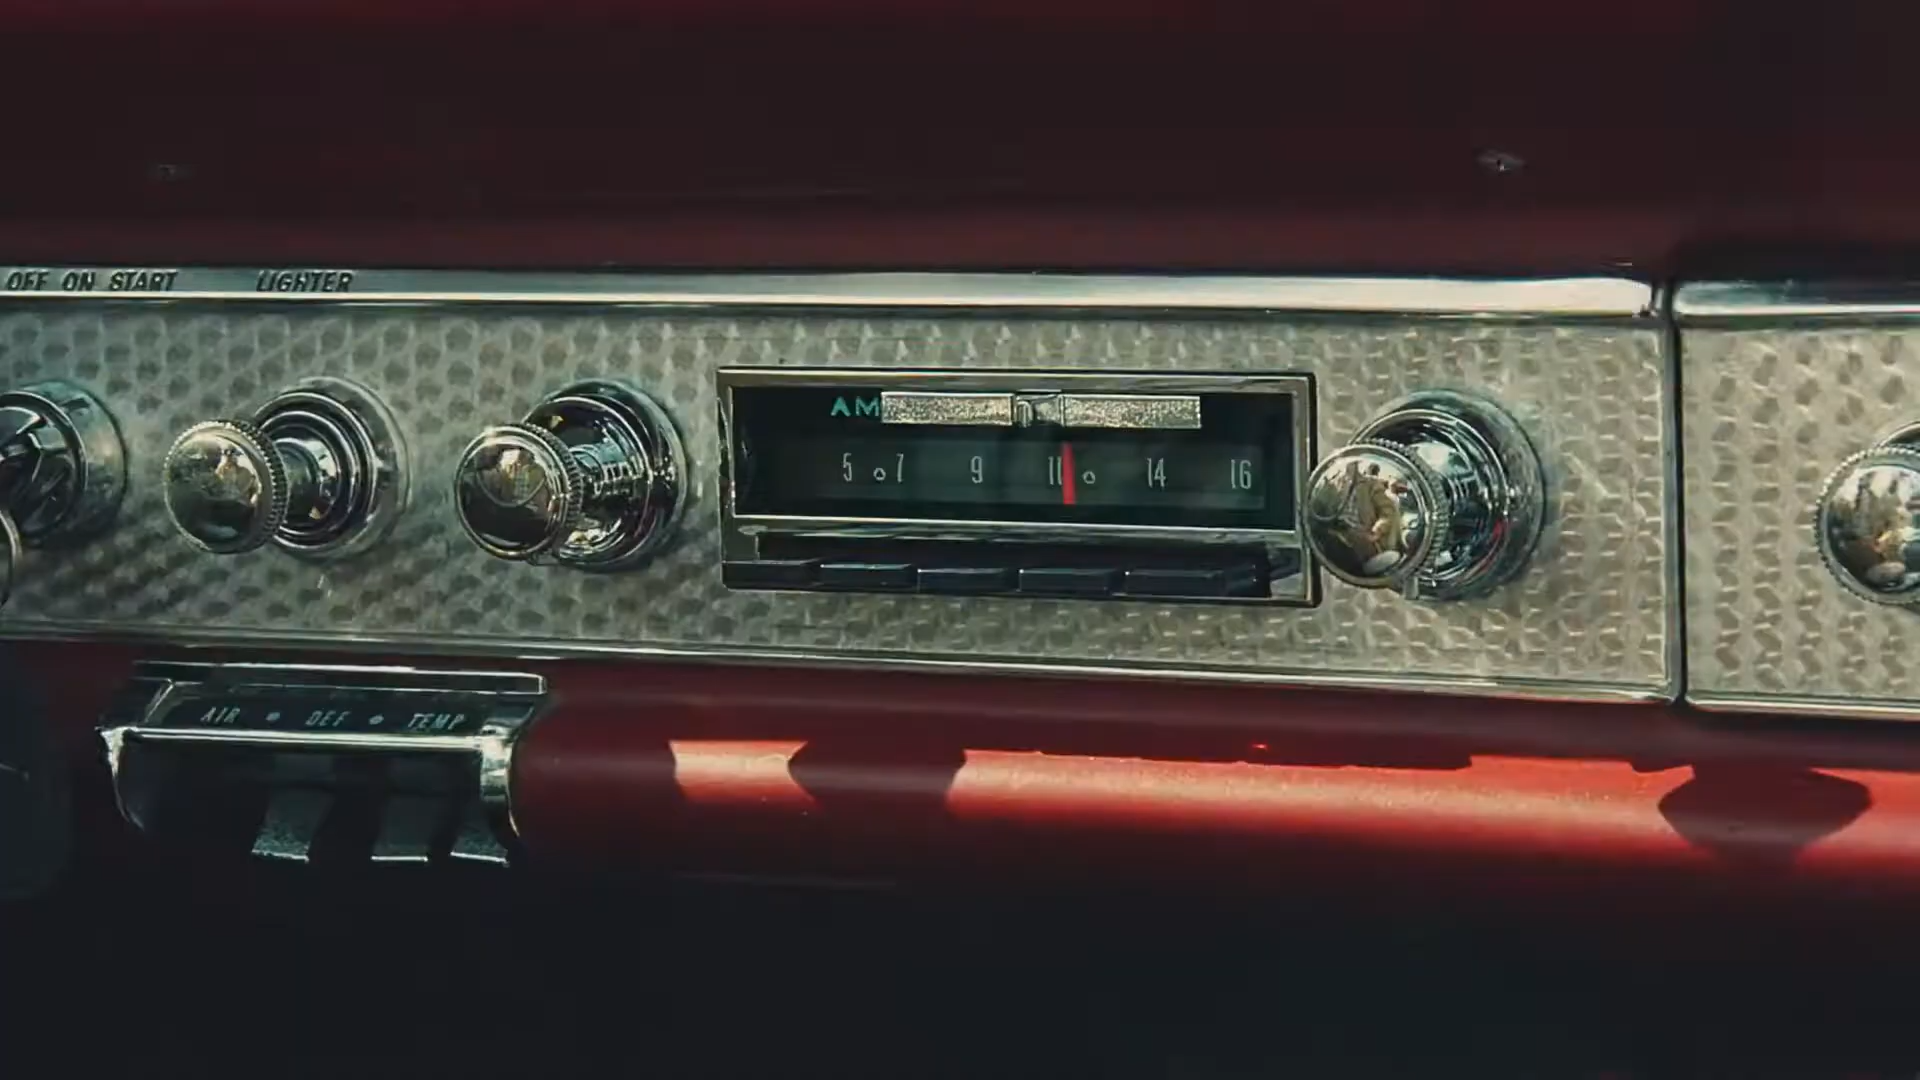 OFF ON START LIGHTER
AM
5 7 9 11 14 16
AIR • DEF • TEMP